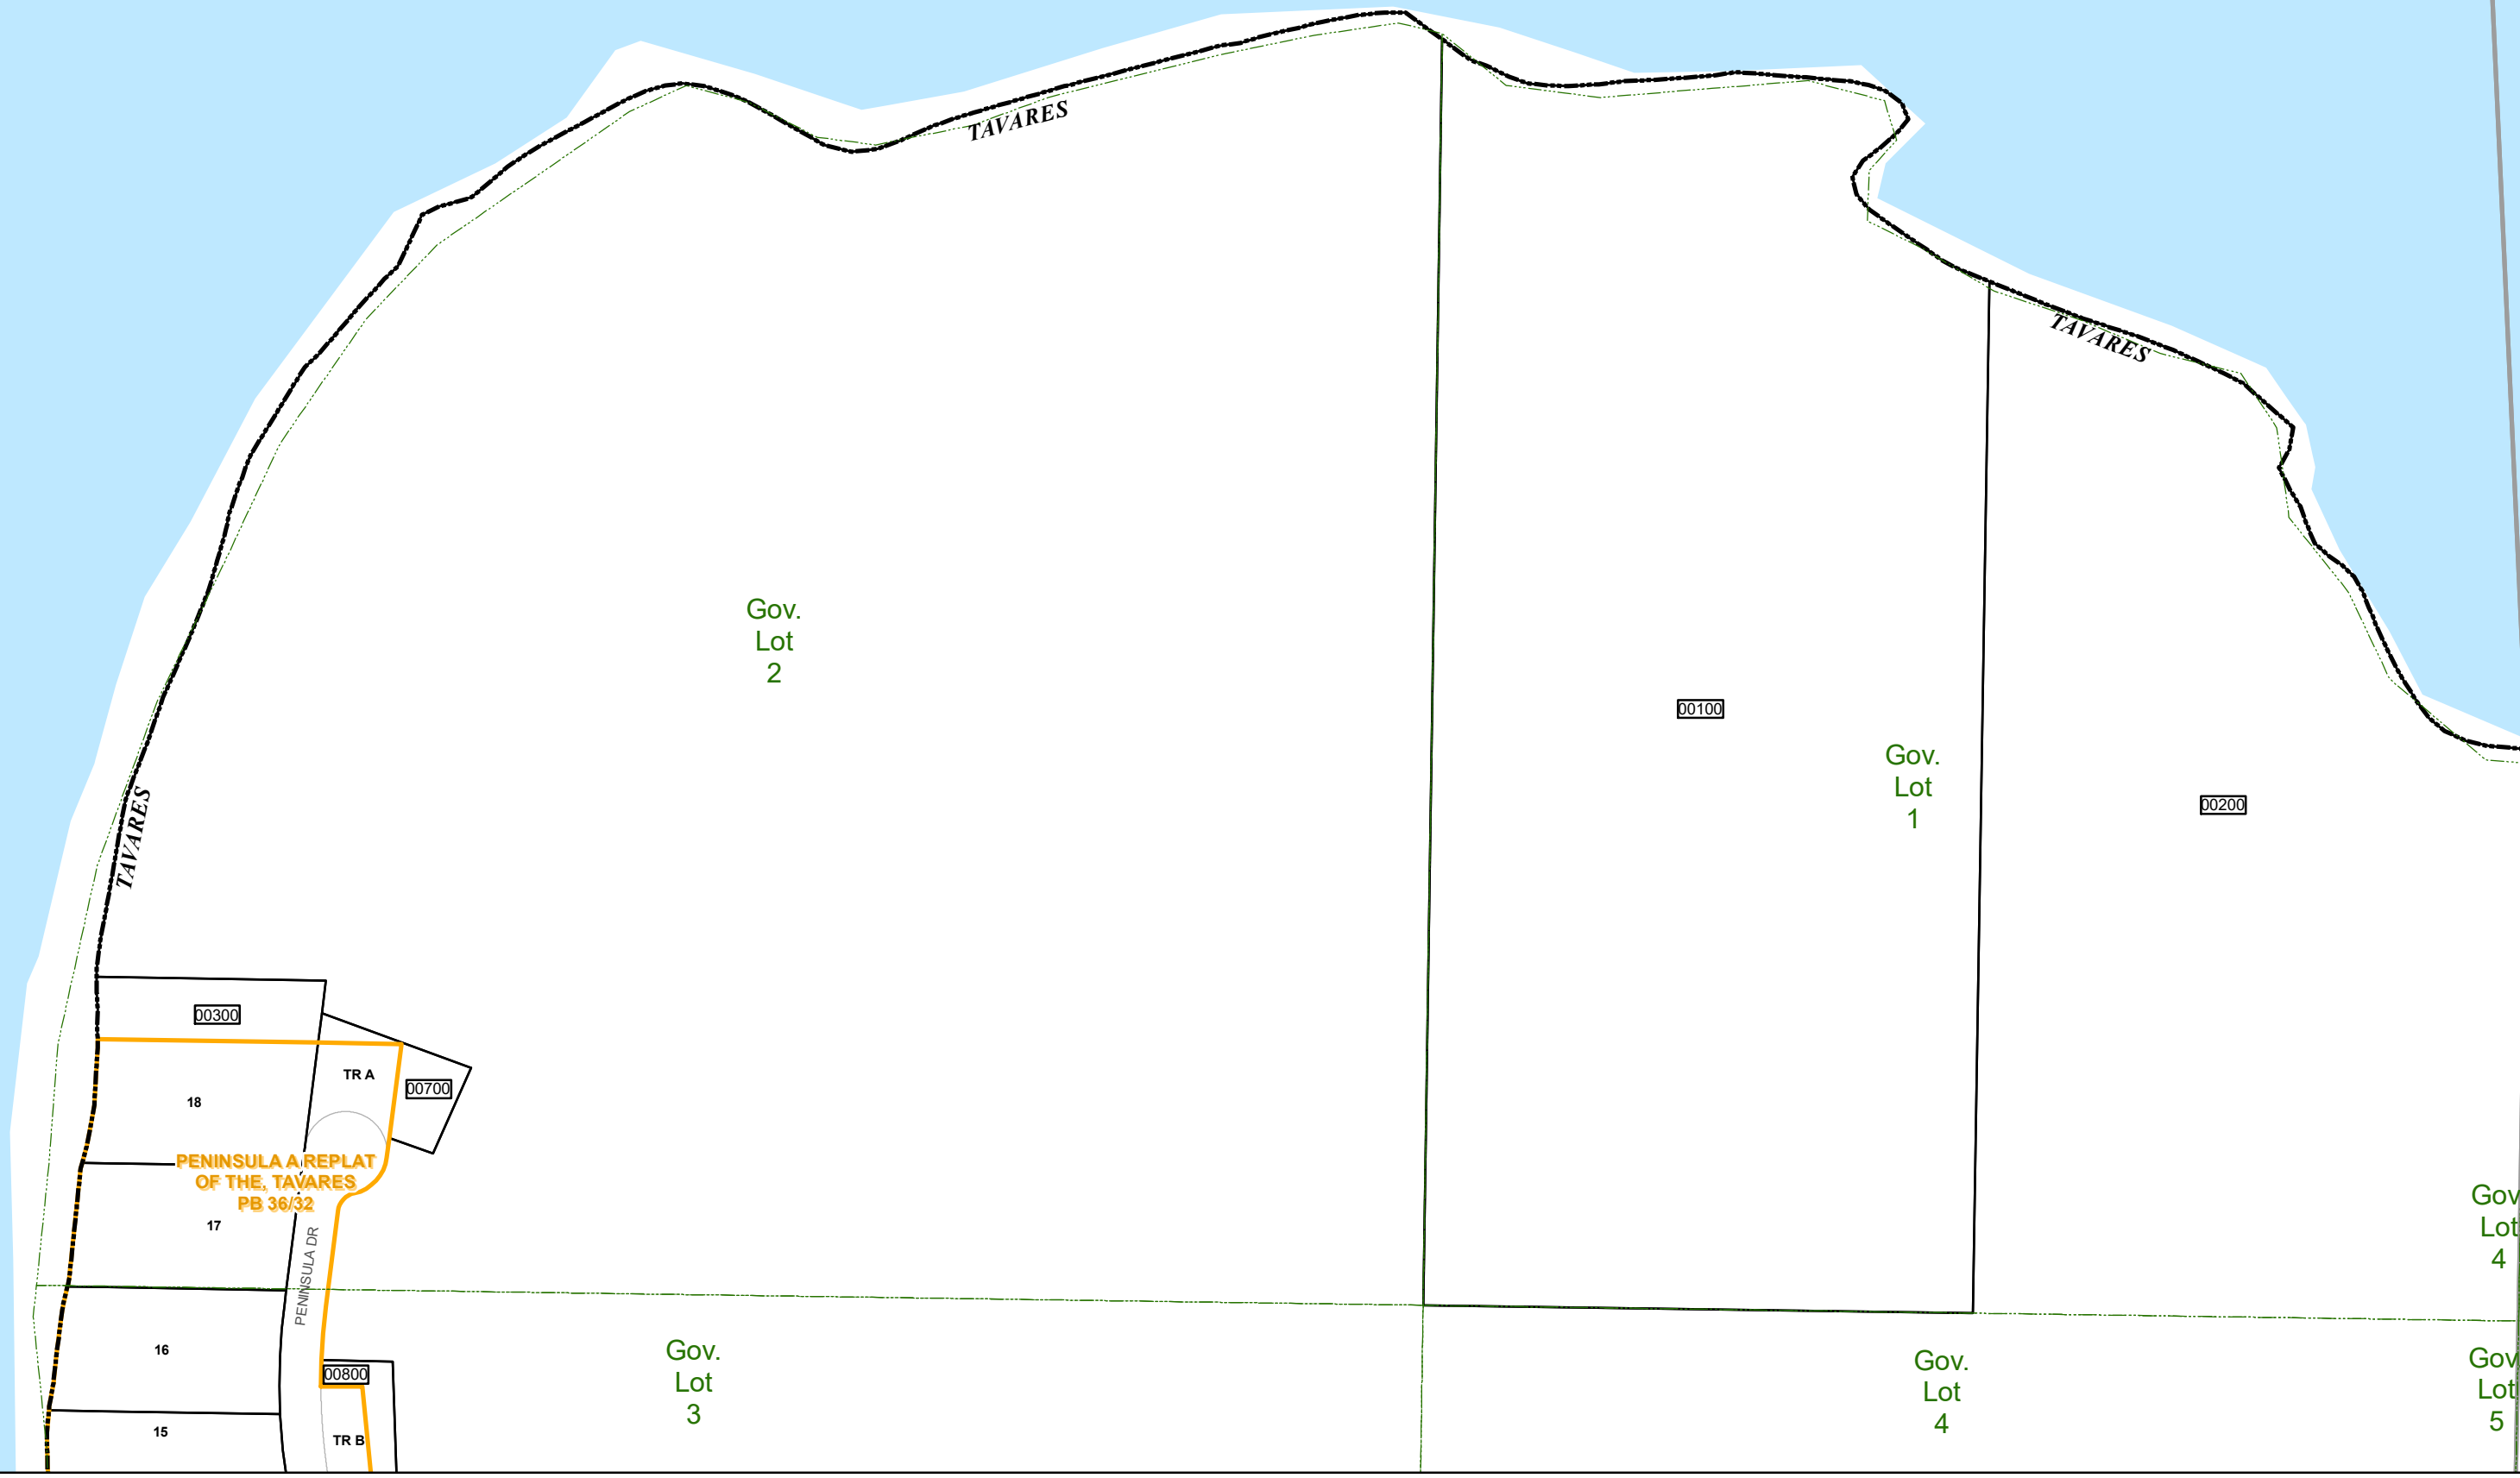 TAVARES
TAVARES
Gov.
Lot
2
00100
Gov.
Lot
1
00200
TAVARES
00300
TR A
00700
18
PENINSULA A REPLAT
OF THE, TAVARES
PB 36/32
17
PENINSULA DR
Gov
Lot
4
16
00800
Gov.
Lot
3
Gov.
Lot
4
Gov
Lot
5
15
TR B